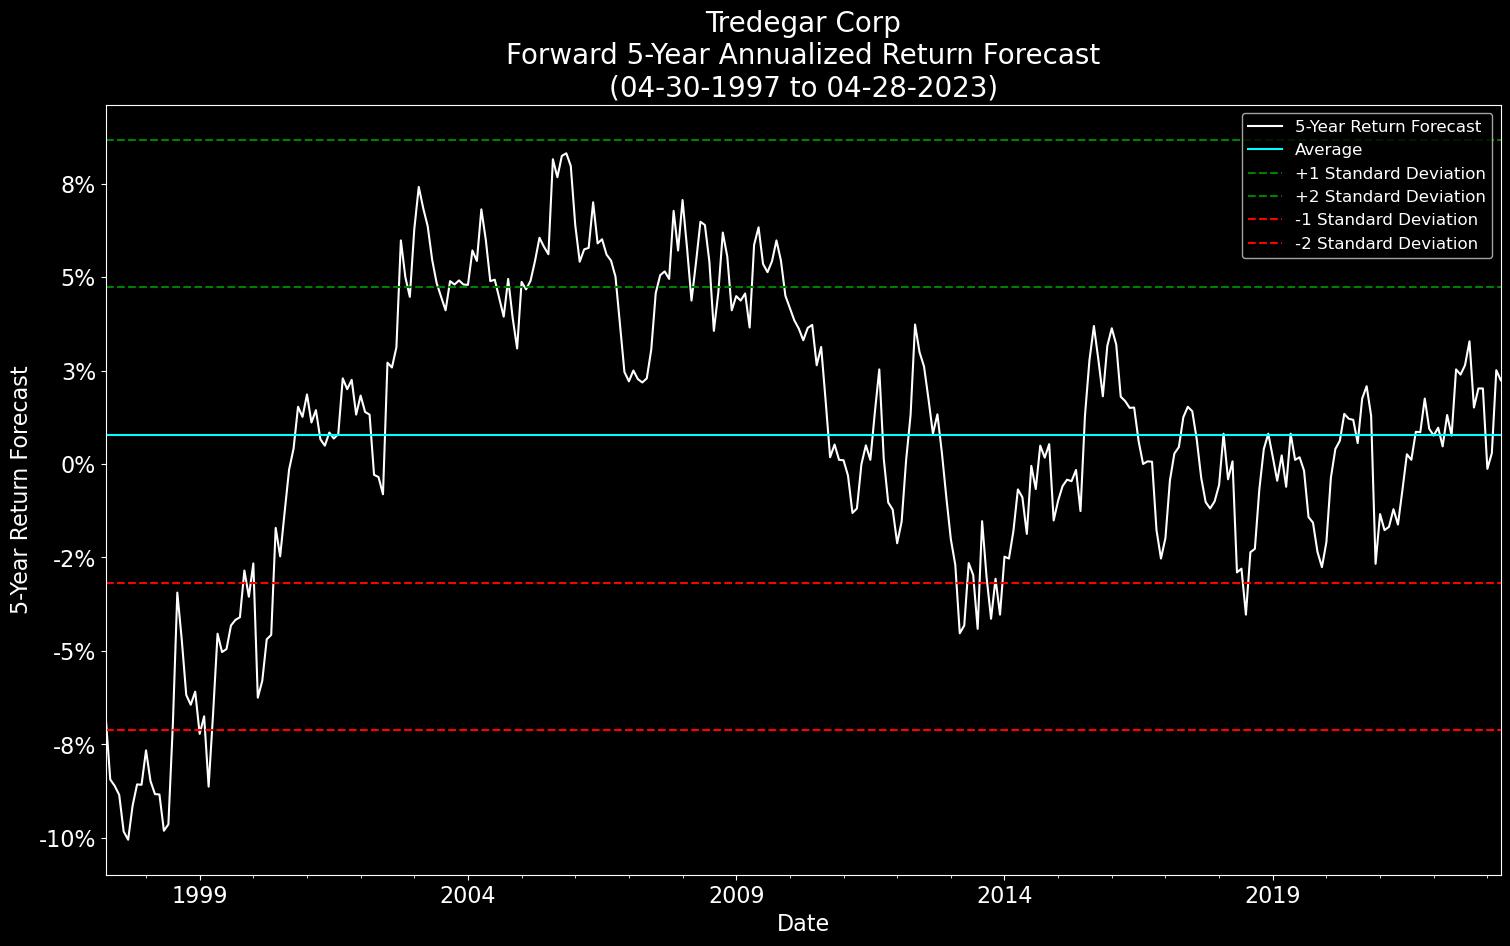 Tredegar Corp
Forward 5-Year Annualized Return Forecast
(04-30-1997 to 04-28-2023)
5-Year Return Forecast
Average
+1 Standard Deviation
+2 Standard Deviation
-1 Standard Deviation
-2 Standard Deviation
8%
5%
3%
0%
-2%
-5%
-8%
-10%
5-Year Return Forecast
1999
2004
2009
2014
2019
Date